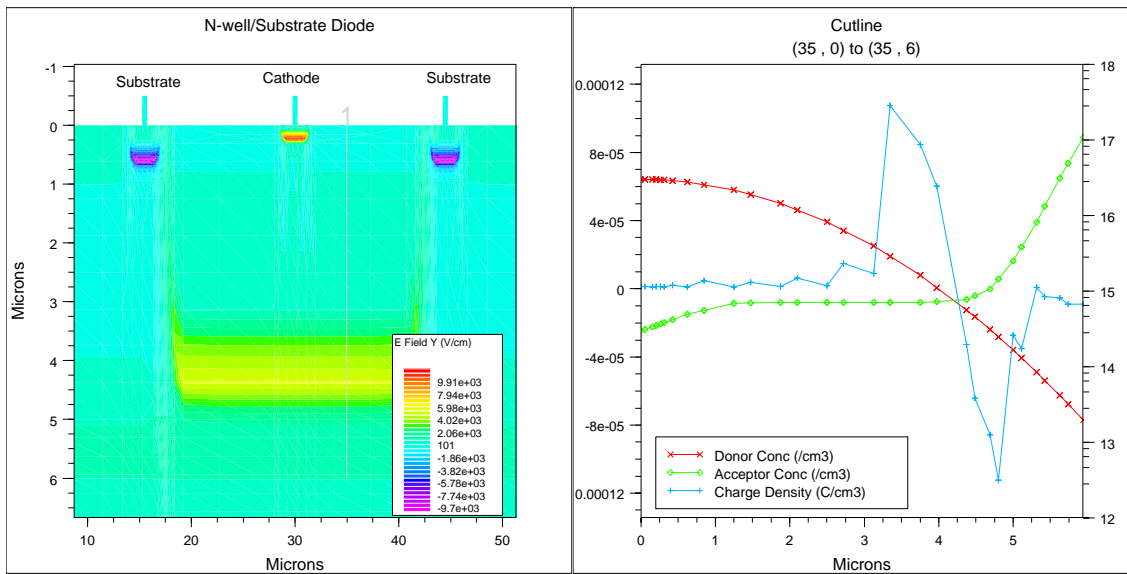 N-well/Substrate Diode
Substrate
Cathode
Substrate
-1
0
1
2
3
4
5
6
Microns
1
E Field Y (V/cm)
9.91e+03
7.94e+03
5.98e+03
4.02e+03
2.06e+03
101
-1.86e+03
-3.82e+03
-5.78e+03
-7.74e+03
-9.7e+03
10
20
30
40
50
Microns
Cutline
(35 , 0) to (35 , 6)
0.00012
8e-05
4e-05
0
-4e-05
-8e-05
0.00012
18
17
16
15
14
13
12
Donor Conc (/cm3)
Acceptor Conc (/cm3)
Charge Density (C/cm3)
0
1
2
3
4
5
Microns